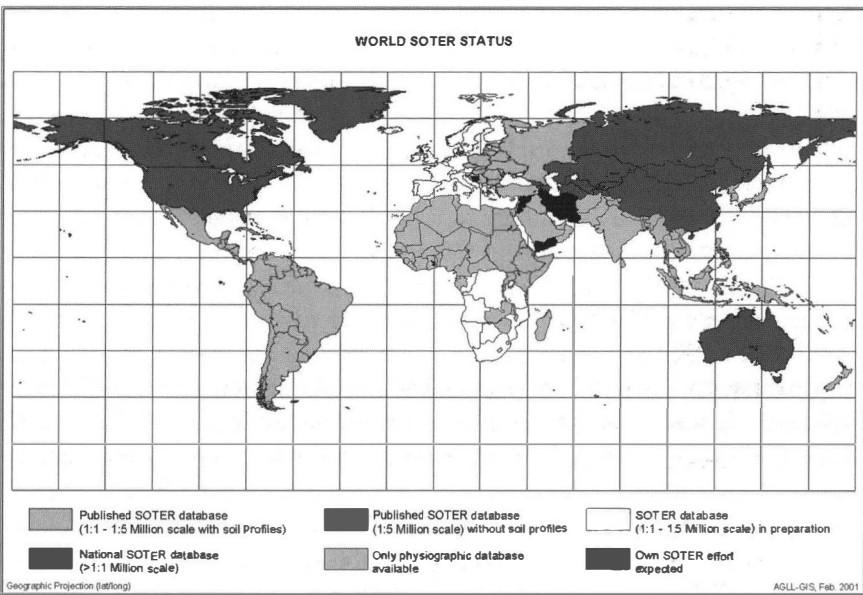 WORLD SOTER STATUS
Published SOTER database
(1:1 - 1:5 Million scale with soil Profiles)
Published SOTER database
(1:5 Million scale) without soil profiles
SOTER database
(1:1 - 15 Million scale) in preparation
National SOTER database
(>1:1 Million scale)
Only physiographic database
available
Own SOTER effort
expected
Geographic Projection (lat/long)
AGLL-GIS, Feb. 2001